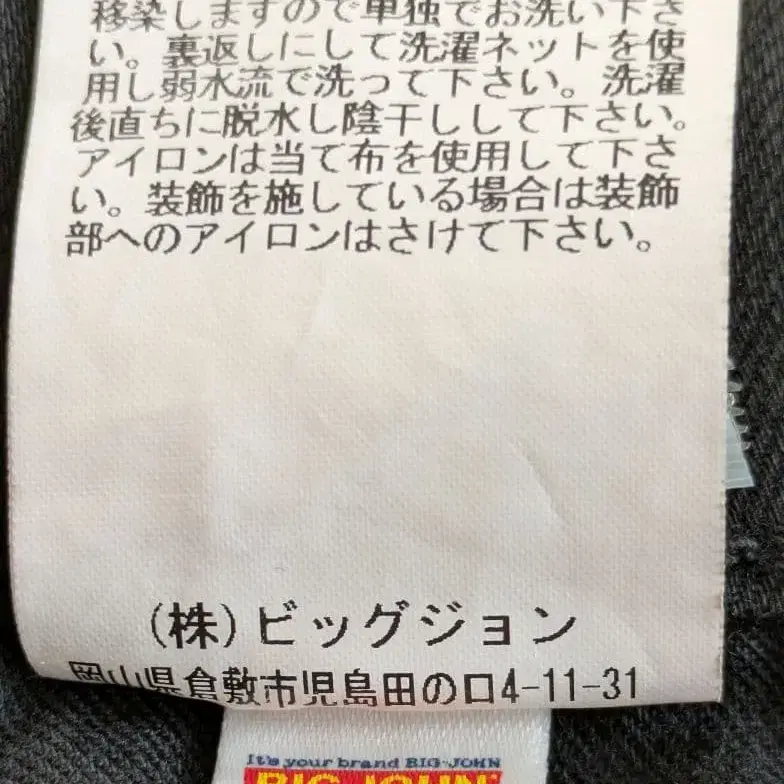 移染しますので単独でお洗い下さ
い。裏返しにして洗濯ネットを使
用し弱水流で洗って下さい。洗濯
後直ちに脱水し陰干しして下さい。
アイロンは当て布を使用して下さ
い。装飾を施している場合は装飾
部へのアイロンはさけて下さい。
(株)ビッグジョン
岡山県倉敷市児島田の口4-11-31
It's your brand BIG-JOHN
BIG JOHN